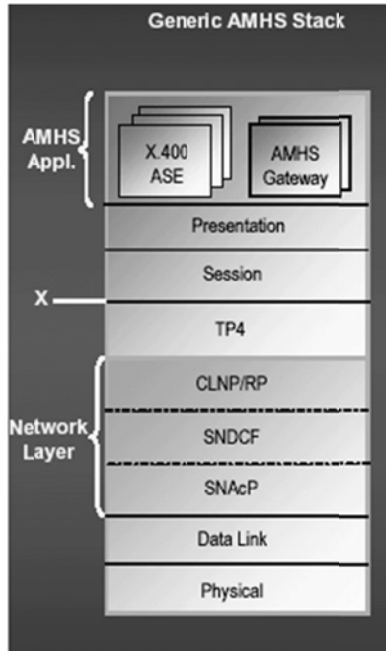 Generic AMHS Stack
AMHS
Appl.
X.400
ASE
AMHS
Gateway
Presentation
Session
X
TP4
CLNP/RP
Network
Layer
SNDCF
SNAcP
Data Link
Physical